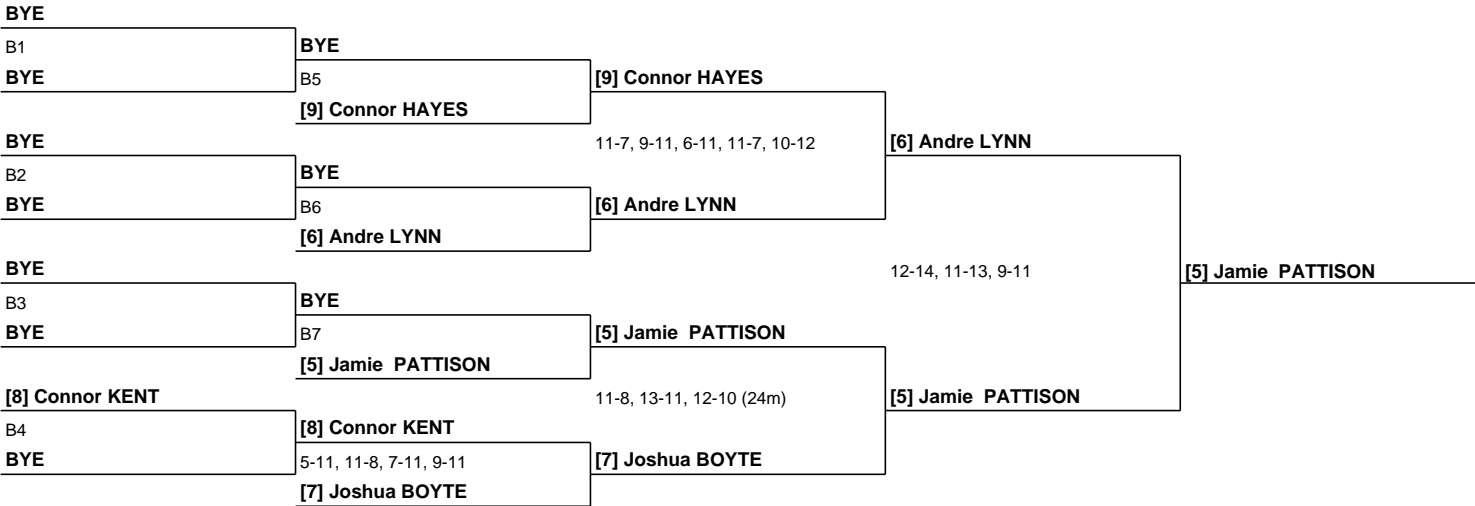 BYE
B1
BYE
BYE
B5
[9] Connor HAYES
[9] Connor HAYES
BYE
11-7, 9-11, 6-11, 11-7, 10-12
[6] Andre LYNN
B2
BYE
BYE
B6
[6] Andre LYNN
[6] Andre LYNN
BYE
12-14, 11-13, 9-11
[5] Jamie PATTISON
B3
BYE
BYE
B7
[5] Jamie PATTISON
[5] Jamie PATTISON
[8] Connor KENT
11-8, 13-11, 12-10 (24m)
[5] Jamie PATTISON
B4
[8] Connor KENT
BYE
5-11, 11-8, 7-11, 9-11
[7] Joshua BOYTE
[7] Joshua BOYTE